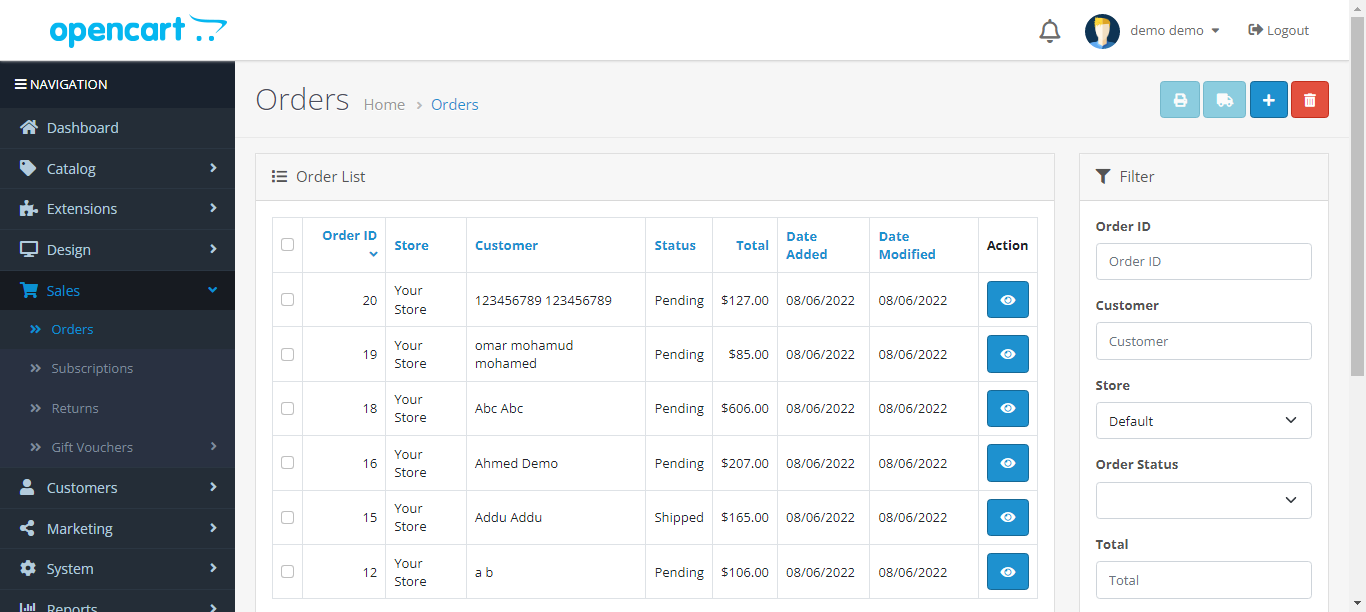 opencart
demo demo
Logout
NAVIGATION
Dashboard
Catalog
Extensions
Design
Sales
Orders
Subscriptions
Returns
Gift Vouchers
Customers
Marketing
System
Reports
Orders Home Orders
Order List
Order ID Store Customer Status Total Date Added Date Modified Action
20 Your Store 123456789 123456789 Pending $127.00 08/06/2022 08/06/2022
19 Your Store omar mohamud mohamed Pending $85.00 08/06/2022 08/06/2022
18 Your Store Abc Abc Pending $606.00 08/06/2022 08/06/2022
16 Your Store Ahmed Demo Pending $207.00 08/06/2022 08/06/2022
15 Your Store Addu Addu Shipped $165.00 08/06/2022 08/06/2022
12 Your Store a b Pending $106.00 08/06/2022 08/06/2022
Filter
Order ID
Order ID
Customer
Customer
Store
Default
Order Status
Total
Total